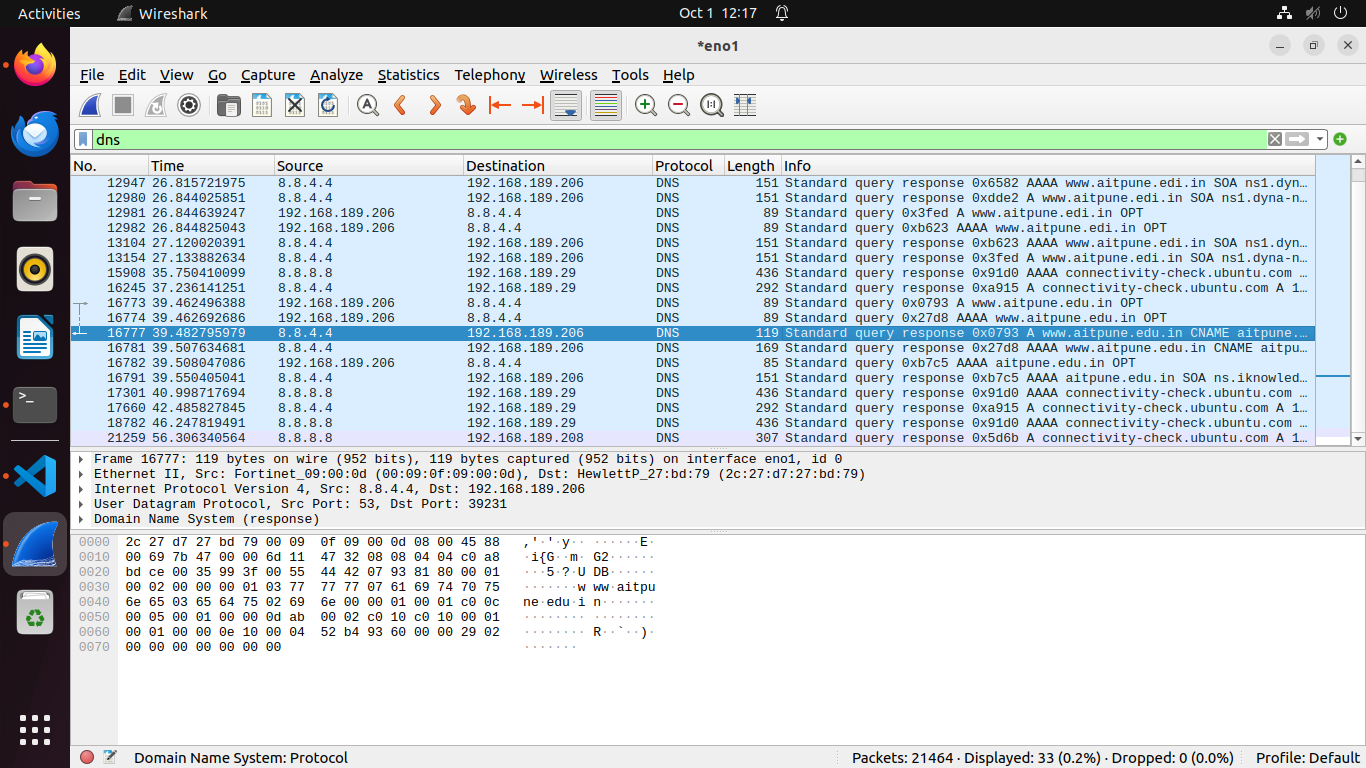 Activities Wireshark Oct 1 12:17
*eno1
File Edit View Go Capture Analyze Statistics Telephony Wireless Tools Help
dns
No. Time Source Destination Protocol Length Info
12947 26.815721975 8.8.4.4 192.168.189.206 DNS 151 Standard query response 0x6582 AAAA www.aitpune.edi.in SOA ns1.dyn…
12980 26.844025851 8.8.4.4 192.168.189.206 DNS 151 Standard query response 0xdde2 A www.aitpune.edi.in SOA ns1.dyna-n…
12981 26.844639247 192.168.189.206 8.8.4.4 DNS 89 Standard query 0x3fed A www.aitpune.edi.in OPT
12982 26.844825043 192.168.189.206 8.8.4.4 DNS 89 Standard query 0xb623 AAAA www.aitpune.edi.in OPT
13104 27.120020391 8.8.4.4 192.168.189.206 DNS 151 Standard query response 0xb623 AAAA www.aitpune.edi.in SOA ns1.dyn…
13154 27.133882634 8.8.4.4 192.168.189.206 DNS 151 Standard query response 0x3fed A www.aitpune.edi.in SOA ns1.dyna-n…
15908 35.750410099 8.8.8.8 192.168.189.29 DNS 436 Standard query response 0x91d0 AAAA connectivity-check.ubuntu.com …
16245 37.236141251 8.8.8.8 192.168.189.29 DNS 292 Standard query response 0xa915 A connectivity-check.ubuntu.com A 1…
16773 39.462496388 192.168.189.206 8.8.4.4 DNS 89 Standard query 0x0793 A www.aitpune.edu.in OPT
16774 39.462692686 192.168.189.206 8.8.4.4 DNS 89 Standard query 0x27d8 AAAA www.aitpune.edu.in OPT
16777 39.482795979 8.8.4.4 192.168.189.206 DNS 119 Standard query response 0x0793 A www.aitpune.edu.in CNAME aitpune.…
16781 39.507634681 8.8.4.4 192.168.189.206 DNS 169 Standard query response 0x27d8 AAAA www.aitpune.edu.in CNAME aitpu…
16782 39.508047086 192.168.189.206 8.8.4.4 DNS 85 Standard query 0xb7c5 AAAA aitpune.edu.in OPT
16791 39.550405041 8.8.4.4 192.168.189.206 DNS 151 Standard query response 0xb7c5 AAAA aitpune.edu.in SOA ns.iknowled…
17301 40.998717694 8.8.8.8 192.168.189.29 DNS 436 Standard query response 0x91d0 AAAA connectivity-check.ubuntu.com …
17660 42.485827845 8.8.8.8 192.168.189.29 DNS 292 Standard query response 0xa915 A connectivity-check.ubuntu.com A 1…
18782 46.247819491 8.8.8.8 192.168.189.29 DNS 436 Standard query response 0x91d0 AAAA connectivity-check.ubuntu.com …
21259 56.306340564 8.8.8.8 192.168.189.208 DNS 307 Standard query response 0x5d6b A connectivity-check.ubuntu.com A 1…
Frame 16777: 119 bytes on wire (952 bits), 119 bytes captured (952 bits) on interface eno1, id 0
Ethernet II, Src: Fortinet_09:00:0d (00:09:0f:09:00:0d), Dst: HewlettP_27:bd:79 (2c:27:d7:27:bd:79)
Internet Protocol Version 4, Src: 8.8.4.4, Dst: 192.168.189.206
User Datagram Protocol, Src Port: 53, Dst Port: 39231
Domain Name System (response)
0000 2c 27 d7 27 bd 79 00 09 0f 09 00 0d 08 00 45 88 ,'·'·y·· ······E·
0010 00 69 7b 47 00 00 6d 11 47 32 08 08 04 04 c0 a8 ·i{G··m· G2······
0020 bd ce 00 35 99 3f 00 55 44 42 07 93 81 80 00 01 ···5·?·U DB······
0030 00 02 00 00 00 01 03 77 77 77 07 61 69 74 70 75 ·······w ww·aitpu
0040 6e 65 03 65 64 75 02 69 6e 00 00 01 00 01 c0 0c ne·edu·i n·······
0050 00 05 00 01 00 00 0d ab 00 02 c0 10 c0 10 00 01 ········ ········
0060 00 01 00 00 0e 10 00 04 52 b4 93 60 00 00 29 02 ········ R··`··)·
0070 00 00 00 00 00 00 00 ·······
Domain Name System: Protocol Packets: 21464 · Displayed: 33 (0.2%) · Dropped: 0 (0.0%) Profile: Default